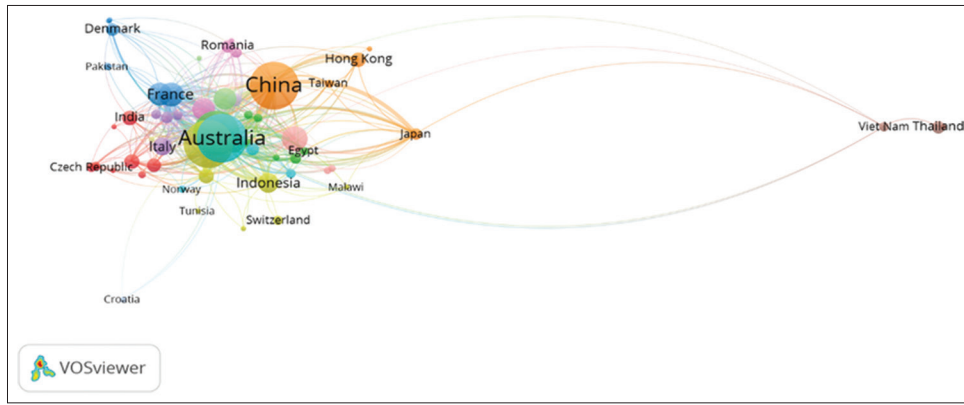 Denmark
Romania
Hong Kong
Pakistan
China
Taiwan
France
India
Australia
Japan
Viet Nam Thailand
Italy
Egypt
Czech Republic
Norway
Indonesia
Malawi
Tunisia
Switzerland
Croatia
VOSviewer